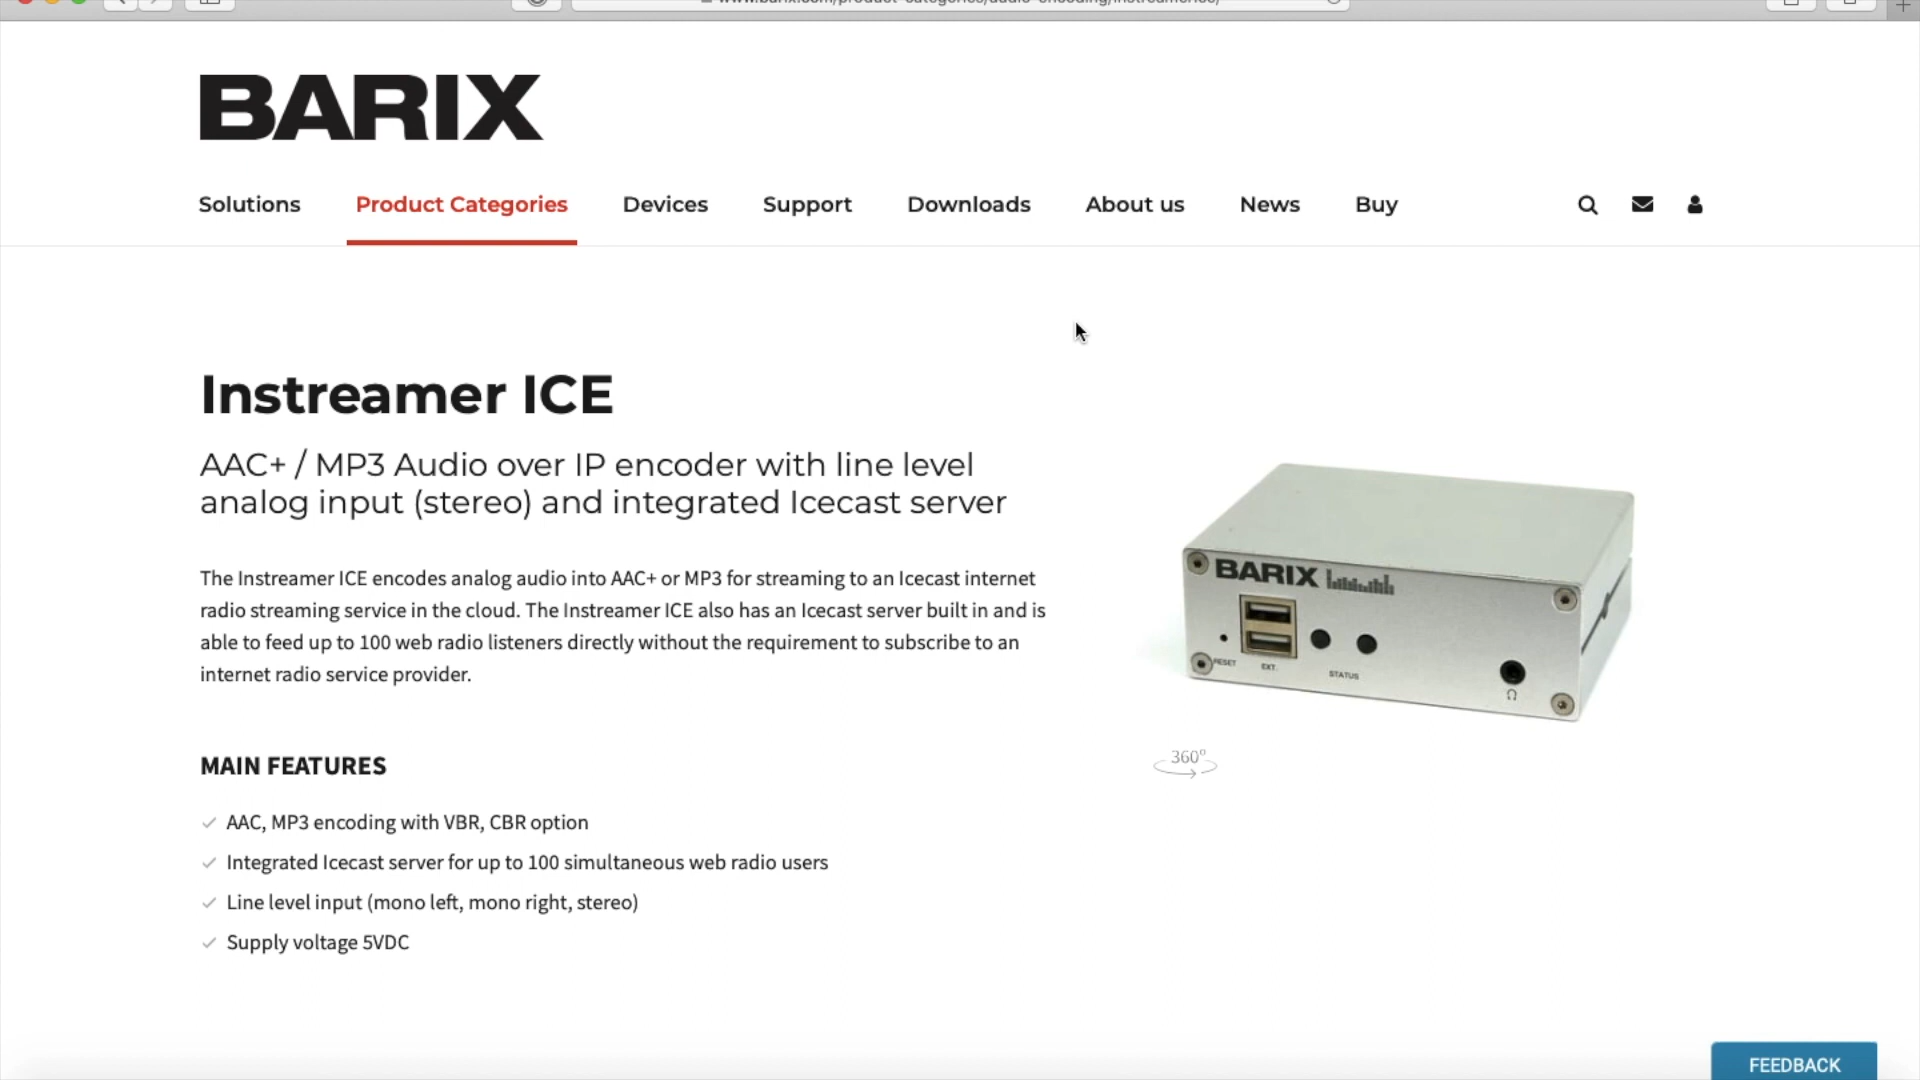 BARIX
Solutions
Product Categories
Devices
Support
Downloads
About us
News
Buy
Instreamer ICE
AAC+ / MP3 Audio over IP encoder with line level
analog input (stereo) and integrated Icecast server
The Instreamer ICE encodes analog audio into AAC+ or MP3 for streaming to an Icecast internet
radio streaming service in the cloud. The Instreamer ICE also has an Icecast server built in and is
able to feed up to 100 web radio listeners directly without the requirement to subscribe to an
internet radio service provider.
BARIX
RESET
EXT.
STATUS
360°
MAIN FEATURES
AAC, MP3 encoding with VBR, CBR option
Integrated Icecast server for up to 100 simultaneous web radio users
Line level input (mono left, mono right, stereo)
Supply voltage 5VDC
FEEDBACK